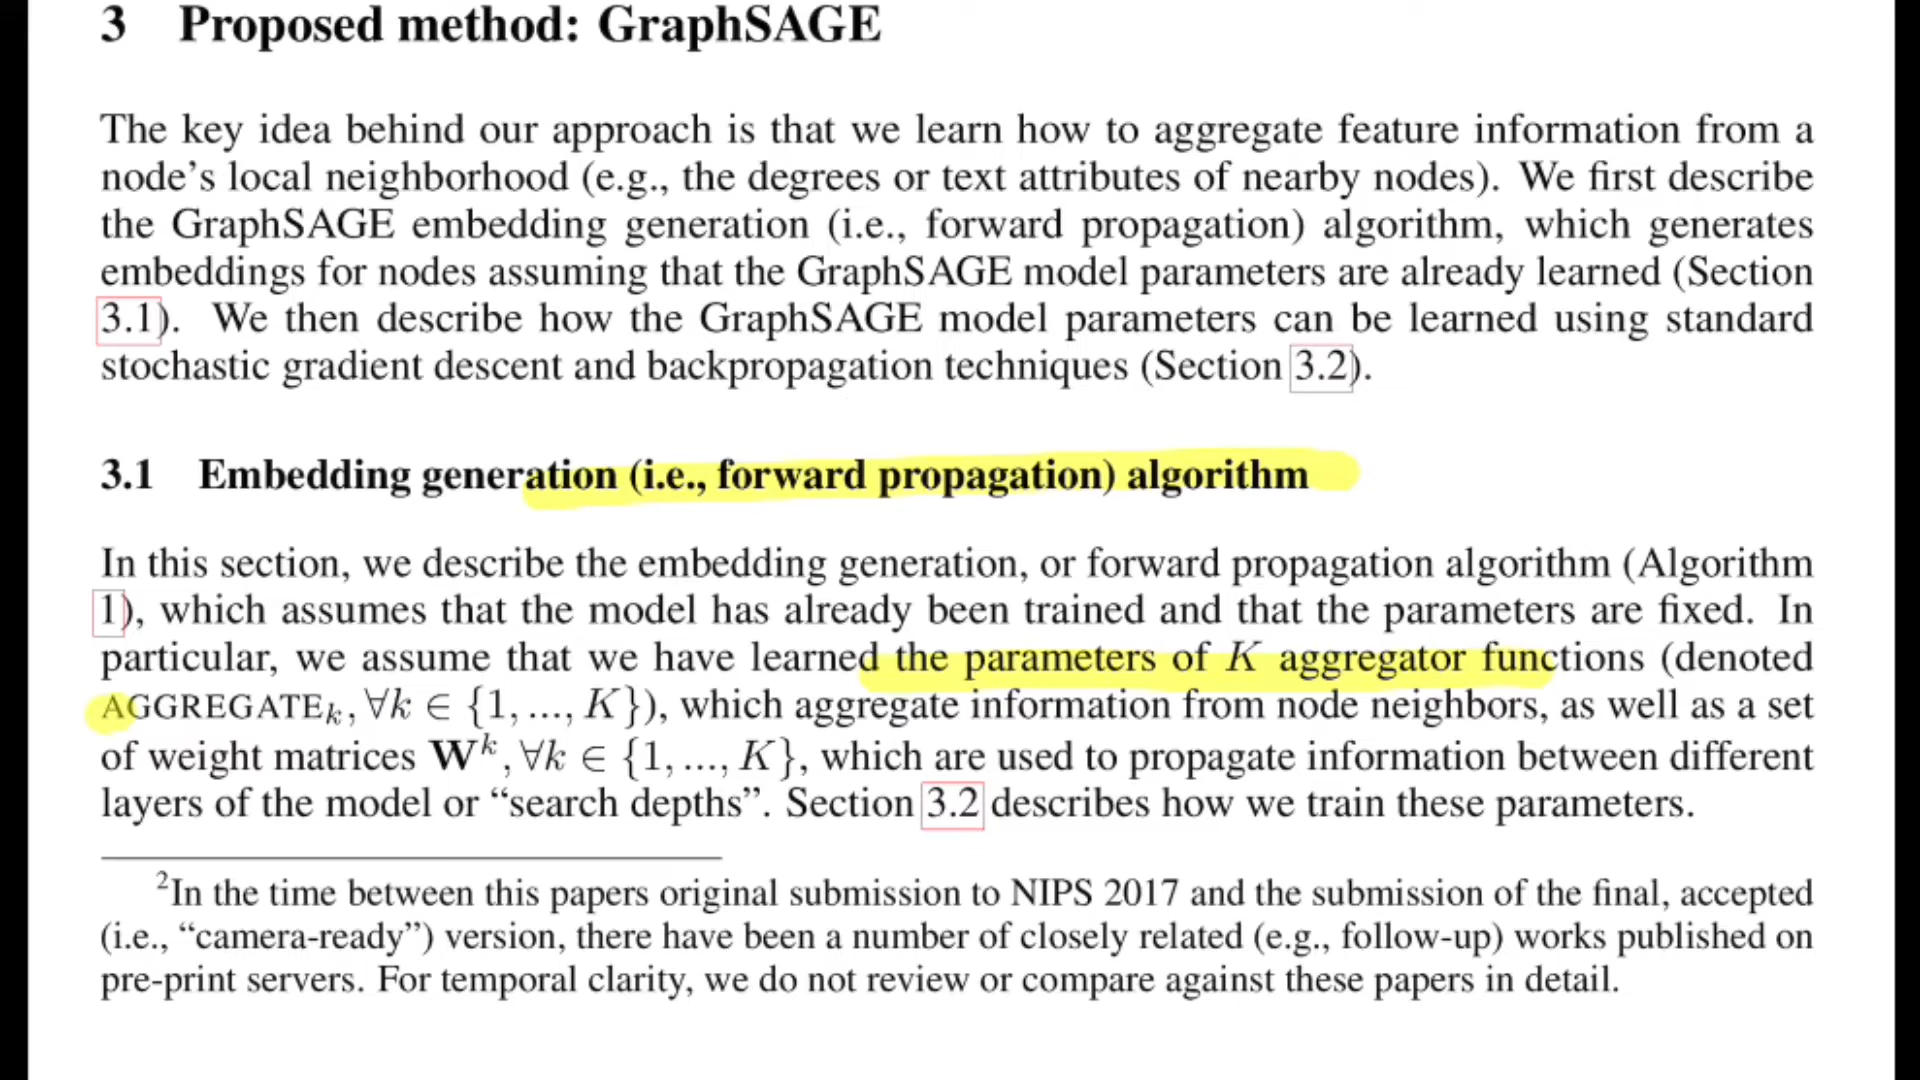 3 Proposed method: GraphSAGE
The key idea behind our approach is that we learn how to aggregate feature information from a
node’s local neighborhood (e.g., the degrees or text attributes of nearby nodes). We first describe
the GraphSAGE embedding generation (i.e., forward propagation) algorithm, which generates
embeddings for nodes assuming that the GraphSAGE model parameters are already learned (Section
3.1). We then describe how the GraphSAGE model parameters can be learned using standard
stochastic gradient descent and backpropagation techniques (Section 3.2).
3.1 Embedding generation (i.e., forward propagation) algorithm
In this section, we describe the embedding generation, or forward propagation algorithm (Algorithm
1), which assumes that the model has already been trained and that the parameters are fixed. In
particular, we assume that we have learned the parameters of K aggregator functions (denoted
AGGREGATEₖ, ∀k ∈ {1, ..., K}), which aggregate information from node neighbors, as well as a set
of weight matrices Wᵏ, ∀k ∈ {1, ..., K}, which are used to propagate information between different
layers of the model or “search depths”. Section 3.2 describes how we train these parameters.
²In the time between this papers original submission to NIPS 2017 and the submission of the final, accepted
(i.e., “camera-ready”) version, there have been a number of closely related (e.g., follow-up) works published on
pre-print servers. For temporal clarity, we do not review or compare against these papers in detail.